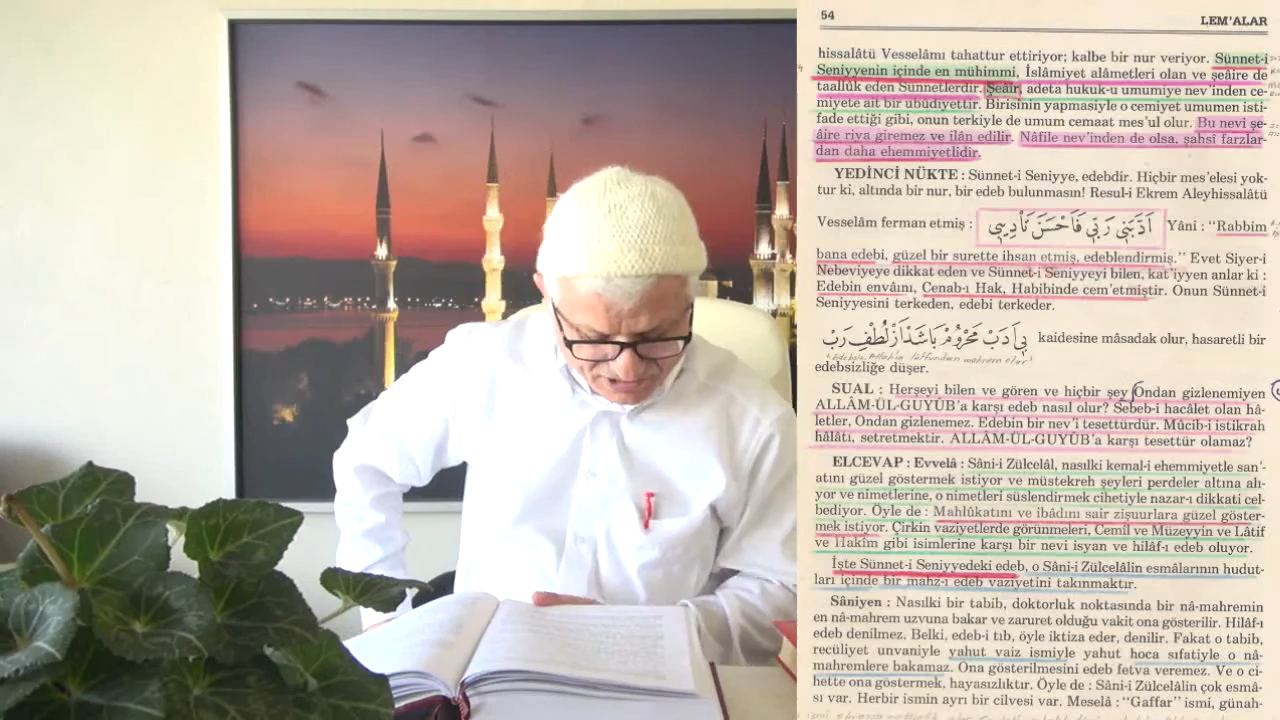 54
LEM'ALAR
hissalâtü Vesselâmı tahattur ettiriyor; kalbe bir nur veriyor. Sünnet-i
Seniyyenin içinde en mühimmi, İslâmiyet alâmetleri olan ve şeâire de
taallûk eden Sünnetlerdir. Şeair, adeta hukuk-u umumiye nev'inden ce-
miyete ait bir ubûdiyettir. Birisinin yapmasiyle o cemiyet umumen isti-
fade ettiği gibi, onun terkiyle de umum cemaat mes'ul olur. Bu nevi şe-
âire riya giremez ve ilân edilir. Nâfile nev'inden de olsa, şahsî farzlar-
dan daha ehemmiyetlidir.
YEDİNCİ NÜKTE : Sünnet-i Seniyye, edebdir. Hiçbir mes'elesi yok-
tur ki, altında bir nur, bir edeb bulunmasın! Resul-i Ekrem Aleyhissalâtü
Vesselâm ferman etmiş : اَدَّبَنِى رَبِّى فَاَحْسَنَ تَاْدِيبِى Yâni : "Rabbim
bana edebi, güzel bir surette ihsan etmiş, edeblendirmiş." Evet Siyer-i
Nebeviyeye dikkat eden ve Sünnet-i Seniyyeyi bilen, kat'iyyen anlar ki :
Edebin envâını, Cenab-ı Hak, Habibinde cem'etmiştir. Onun Sünnet-i
Seniyyesini terkeden, edebi terkeder.
بِى اَدَبْ مَحْرُومْ بَاشَدْ اَزْ لُطْفِ رَبْ kaidesine mâsadak olur, hasaretli bir
Edebsiz, Allah'ın lütfundan mahrum olur
edebsizliğe düşer.
SUAL : Herşeyi bilen ve gören ve hiçbir şey Ondan gizlenemiyen
ALLÂM-ÜL-GUYÛB'a karşı edeb nasıl olur? Sebeb-i hacâlet olan hâ-
letler, Ondan gizlenemez. Edebin bir nev'i tesettürdür. Mûcib-i istikrah
hâlâtı, setretmektir. ALLÂM-ÜL-GUYÛB'a karşı tesettür olamaz?
ELCEVAP : Evvelâ : Sâni-i Zülcelâl, nasılki kemal-i ehemmiyetle san'-
atını güzel göstermek istiyor ve müstekreh şeyleri perdeler altına alı-
yor ve nimetlerine, o nimetleri süslendirmek cihetiyle nazar-ı dikkati cel-
bediyor. Öyle de : Mahlûkatını ve ibâdını sair zişuurlara güzel göster-
mek istiyor. Çirkin vaziyetlerde görünmeleri, Cemîl ve Müzeyyin ve Lâtif
ve Hakîm gibi isimlerine karşı bir nevi isyan ve hilâf-ı edeb oluyor.
İşte Sünnet-i Seniyyedeki edeb, o Sâni-i Zülcelâlin esmâlarının hudut-
ları içinde bir mahz-ı edeb vaziyetini takınmaktır.
Sâniyen : Nasılki bir tabib, doktorluk noktasında bir nâ-mahremin
en nâ-mahrem uzvuna bakar ve zaruret olduğu vakit ona gösterilir. Hilâf-ı
edeb denilmez. Belki, edeb-i tıb, öyle iktiza eder, denilir. Fakat o tabib,
recüliyet unvaniyle yahut vaiz ismiyle yahut hoca sıfatiyle o nâ-
mahremlere bakamaz. Ona gösterilmesini edeb fetva veremez. Ve o ci-
hette ona göstermek, hayasızlıktır. Öyle de : Sâni-i Zülcelâlin çok esmâ-
sı var. Herbir ismin ayrı bir cilvesi var. Meselâ : "Gaffar" ismi, günah-